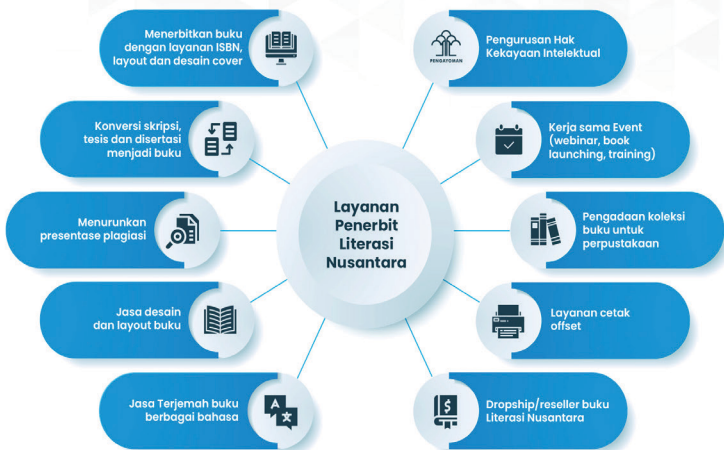 Menerbitkan buku
dengan layanan ISBN,
layout dan desain cover
Konversi skripsi,
tesis dan disertasi
menjadi buku
Menurunkan
presentase plagiasi
Jasa desain
dan layout buku
Jasa Terjemah buku
berbagai bahasa
Layanan
Penerbit
Literasi
Nusantara
PENGAYOMAN
Pengurusan Hak
Kekayaan Intelektual
Kerja sama Event
(webinar, book
launching, training)
Pengadaan koleksi
buku untuk
perpustakaan
Layanan cetak
offset
Dropship/reseller buku
Literasi Nusantara
A
文
$